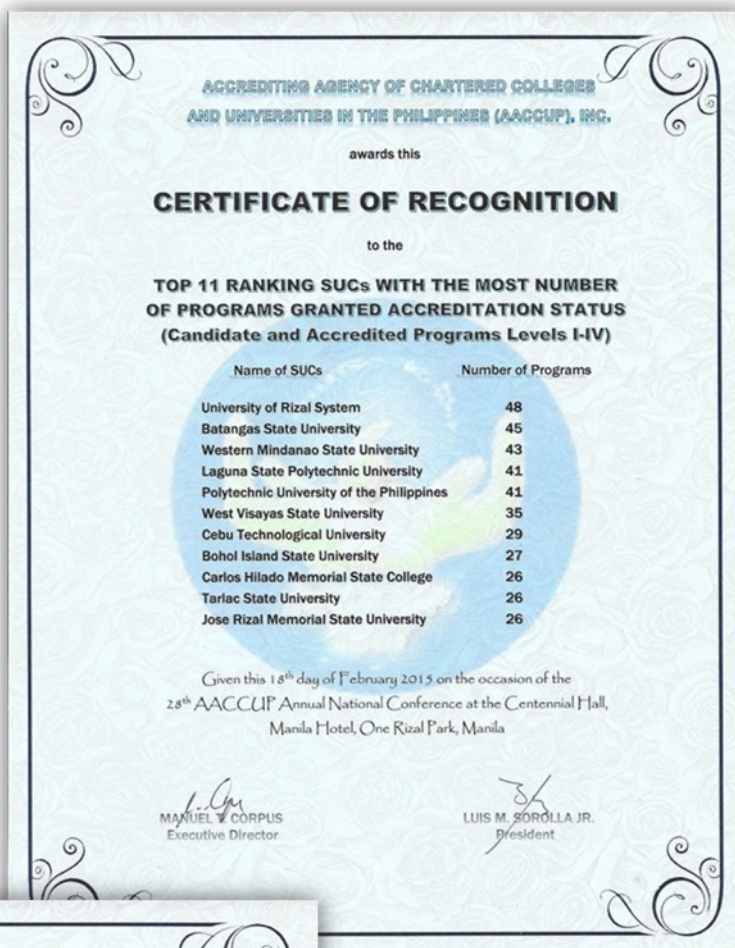 ACCREDITING AGENCY OF CHARTERED COLLEGES
AND UNIVERSITIES IN THE PHILIPPINES (AACCUP), INC.
awards this
CERTIFICATE OF RECOGNITION
to the
TOP 11 RANKING SUCs WITH THE MOST NUMBER
OF PROGRAMS GRANTED ACCREDITATION STATUS
(Candidate and Accredited Programs Levels I-IV)
Name of SUCs Number of Programs
University of Rizal System 48
Batangas State University 45
Western Mindanao State University 43
Laguna State Polytechnic University 41
Polytechnic University of the Philippines 41
West Visayas State University 35
Cebu Technological University 29
Bohol Island State University 27
Carlos Hilado Memorial State College 26
Tarlac State University 26
Jose Rizal Memorial State University 26
Given this 18th day of February 2015 on the occasion of the
28th AACCUP Annual National Conference at the Centennial Hall,
Manila Hotel, One Rizal Park, Manila
MANUEL T. CORPUS LUIS M. SOROLLA JR.
Executive Director President